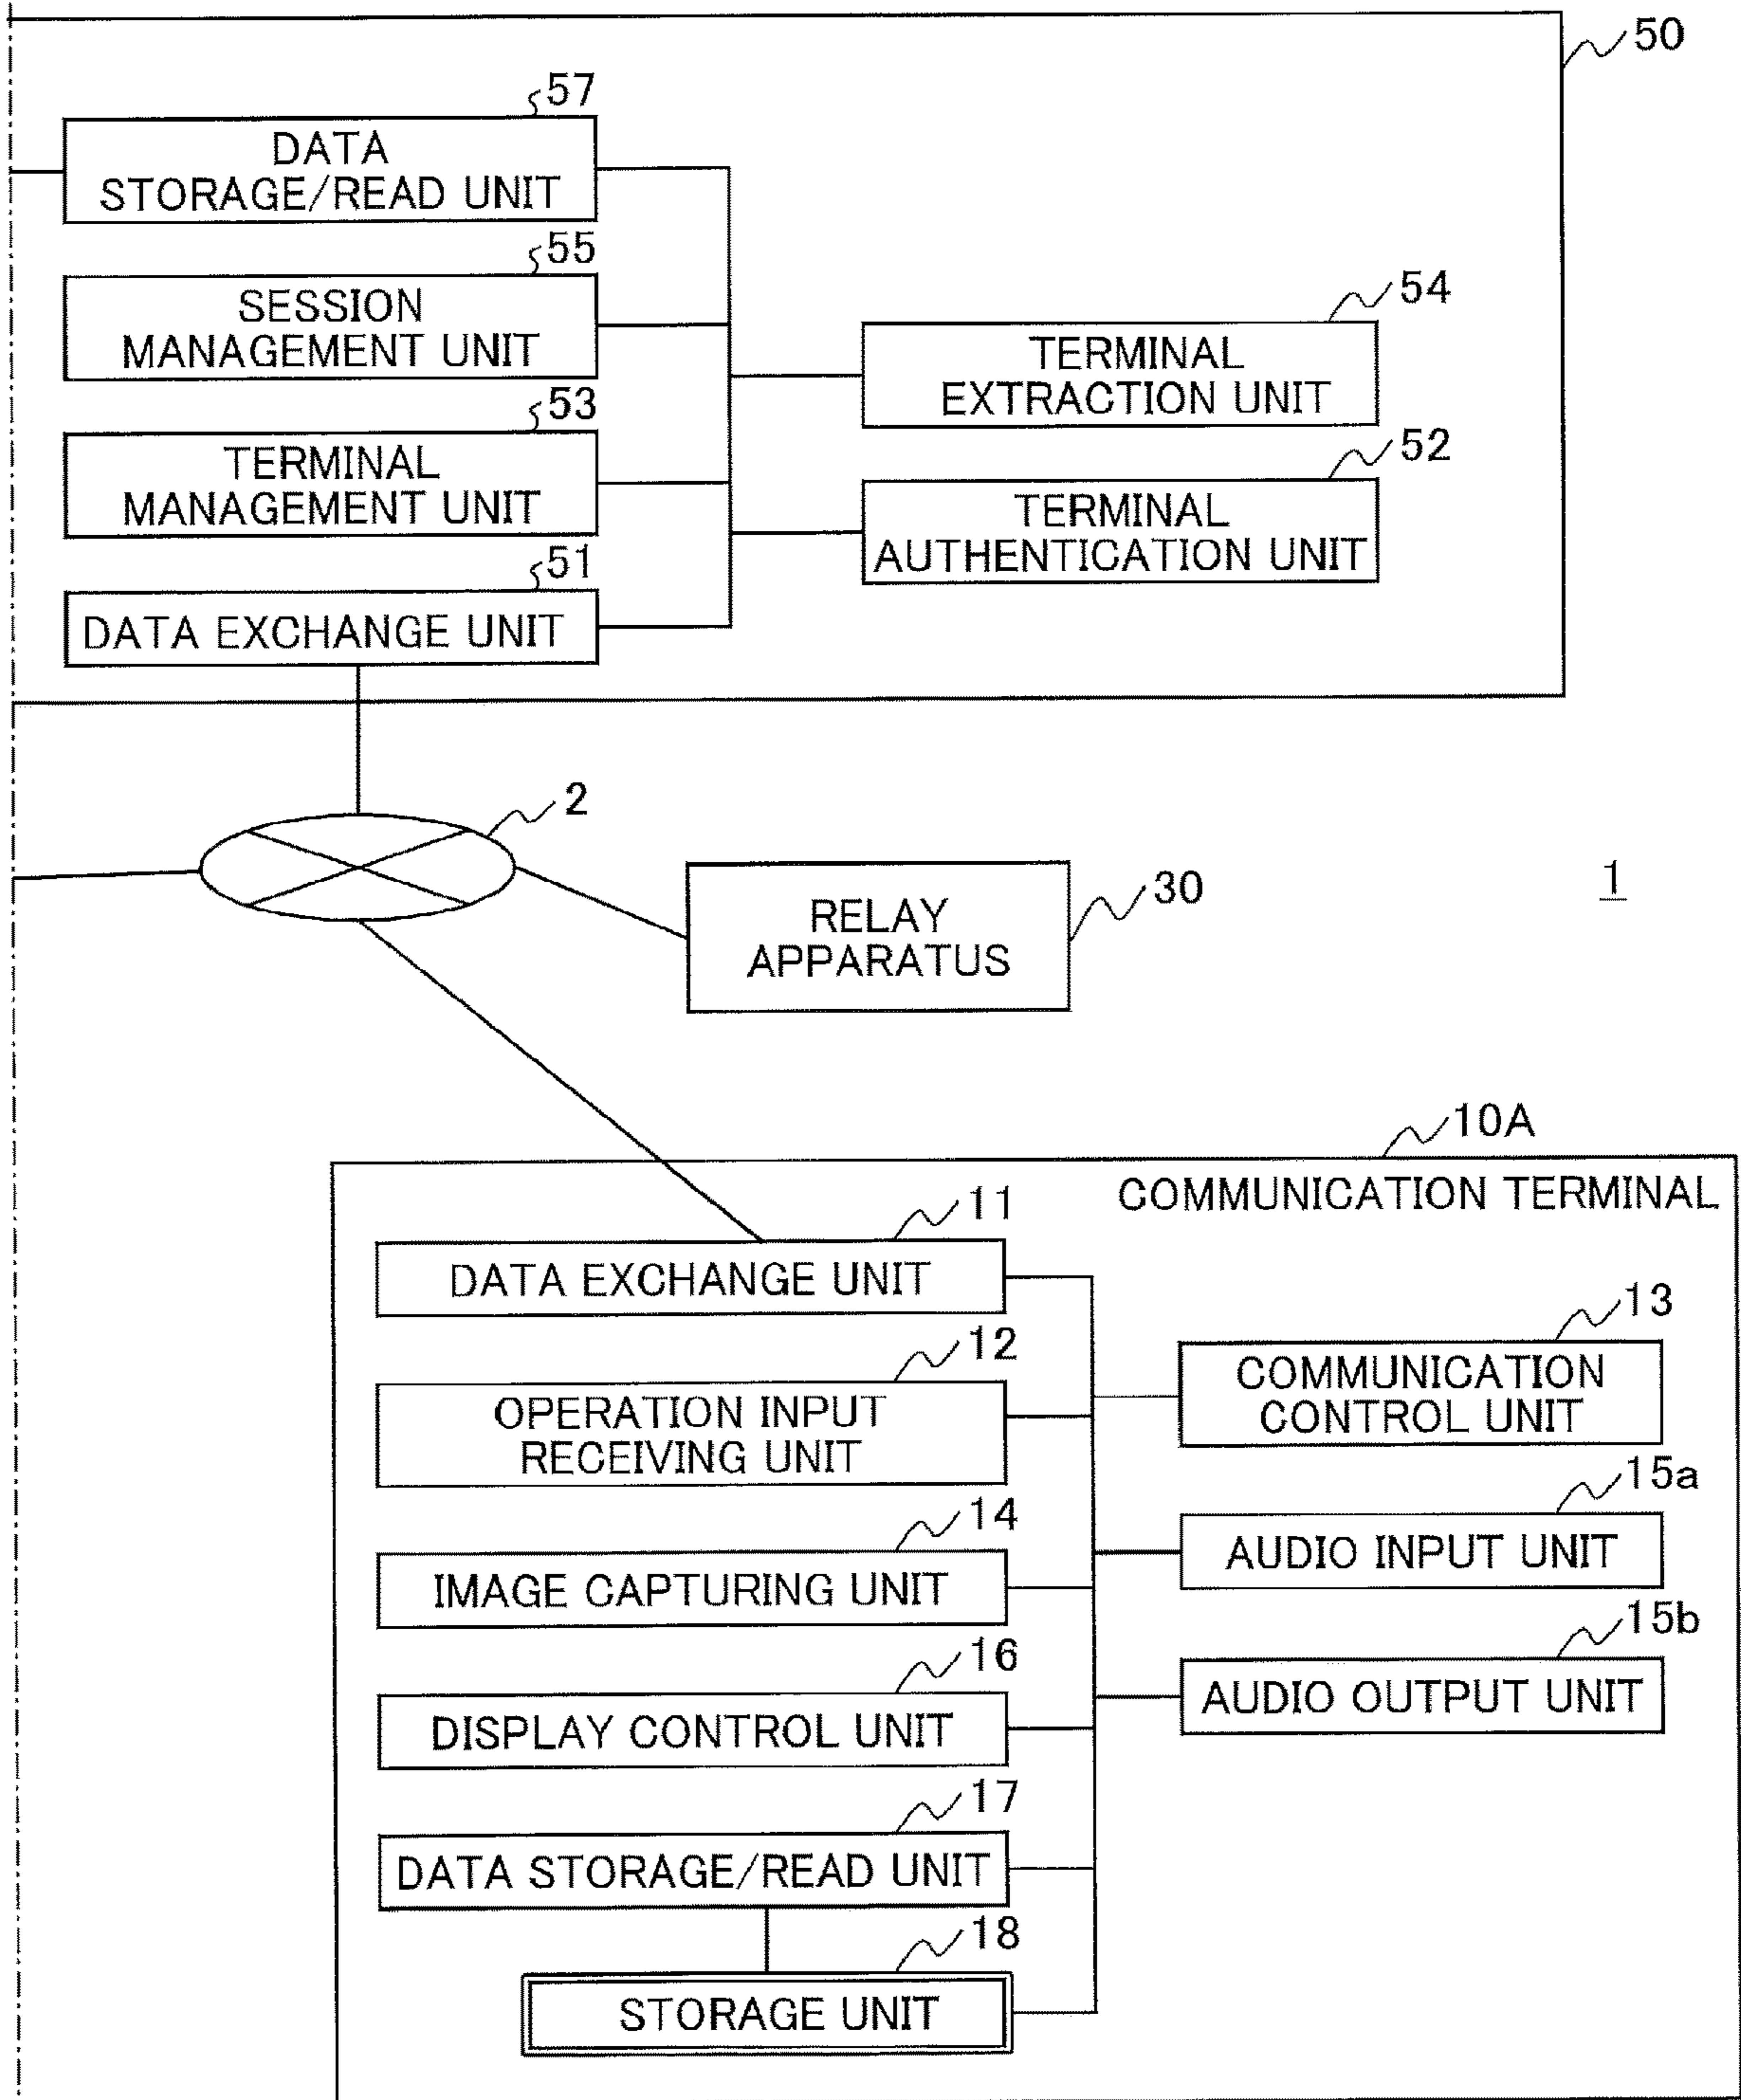 50
57
DATA
STORAGE/READ UNIT
55
SESSION
MANAGEMENT UNIT
54
TERMINAL
EXTRACTION UNIT
53
TERMINAL
MANAGEMENT UNIT
52
TERMINAL
AUTHENTICATION UNIT
51
DATA EXCHANGE UNIT
2
30
RELAY
APPARATUS
1
10A
COMMUNICATION TERMINAL
11
DATA EXCHANGE UNIT
13
COMMUNICATION
CONTROL UNIT
12
OPERATION INPUT
RECEIVING UNIT
15a
AUDIO INPUT UNIT
14
IMAGE CAPTURING UNIT
15b
AUDIO OUTPUT UNIT
16
DISPLAY CONTROL UNIT
17
DATA STORAGE/READ UNIT
18
STORAGE UNIT